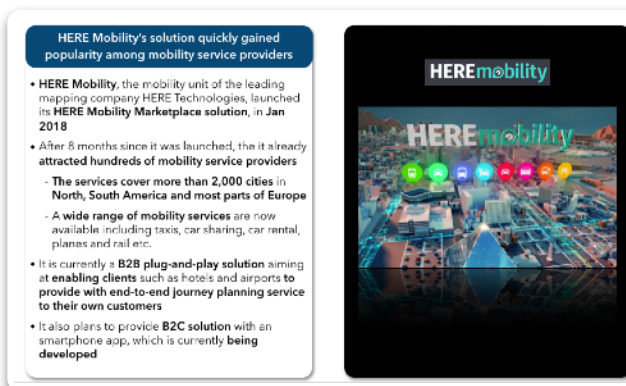 HERE Mobility's solution quickly gained
popularity among mobility service providers
• HERE Mobility, the mobility unit of the leading
mapping company HERE Technologies, launched
its HERE Mobility Marketplace solution, in Jan
2018
• After 8 months since it was launched, the it already
attracted hundreds of mobility service providers
- The services cover more than 2,000 cities in
North, South America and most parts of Europe
- A wide range of mobility services are now
available including taxis, car sharing, car rental,
planes and rail etc.
• It is currently a B2B plug-and-play solution aiming
at enabling clients such as hotels and airports to
provide with end-to-end journey planning service
to their own customers
• It also plans to provide B2C solution with an
smartphone app, which is currently being
developed
HEREmobility
HEREmobility